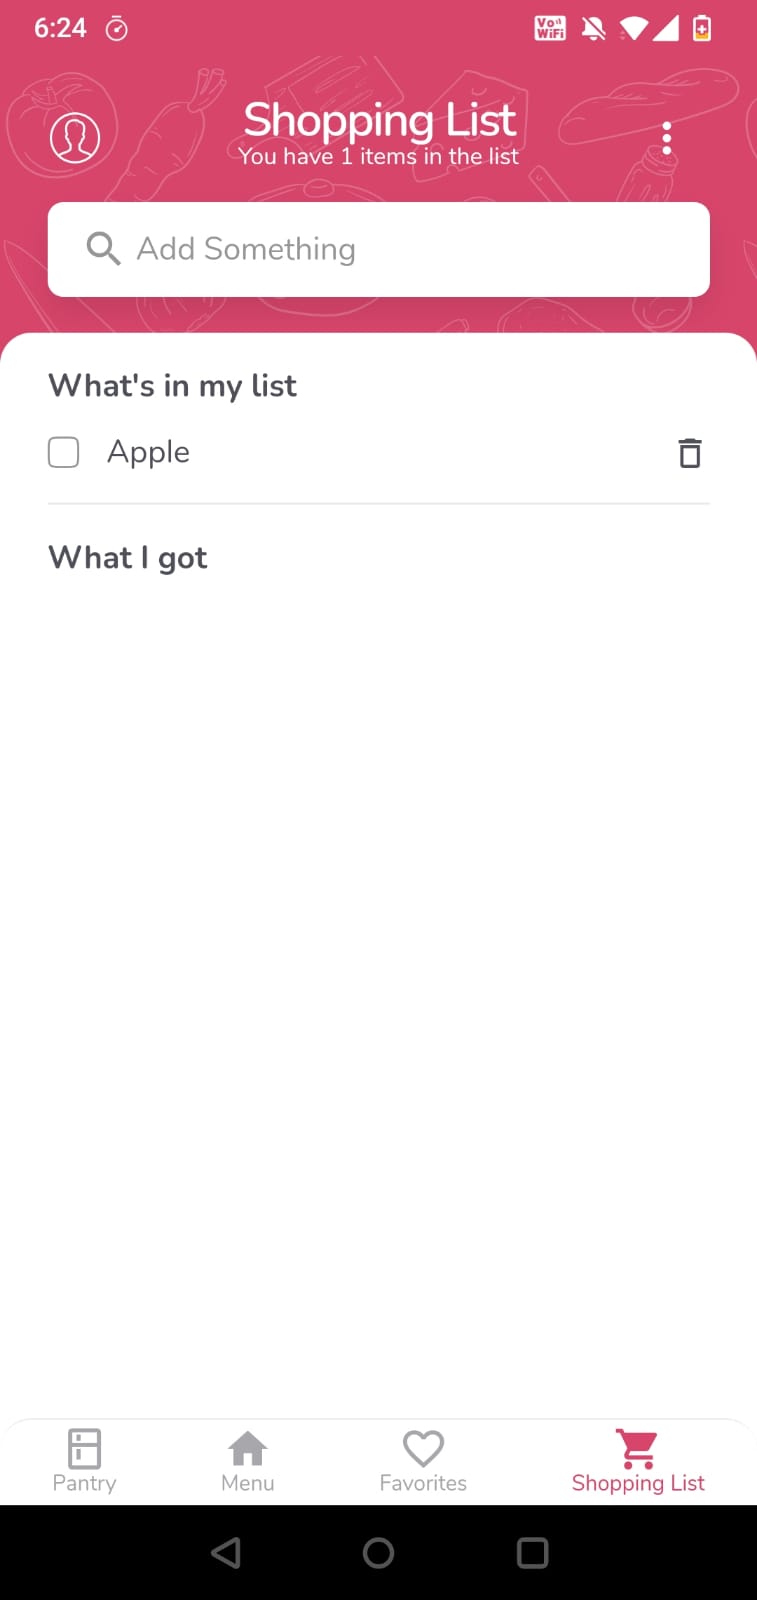 6:24
Vo WiFi
Shopping List
You have 1 items in the list
Add Something
What's in my list
Apple
What I got
Pantry
Menu
Favorites
Shopping List